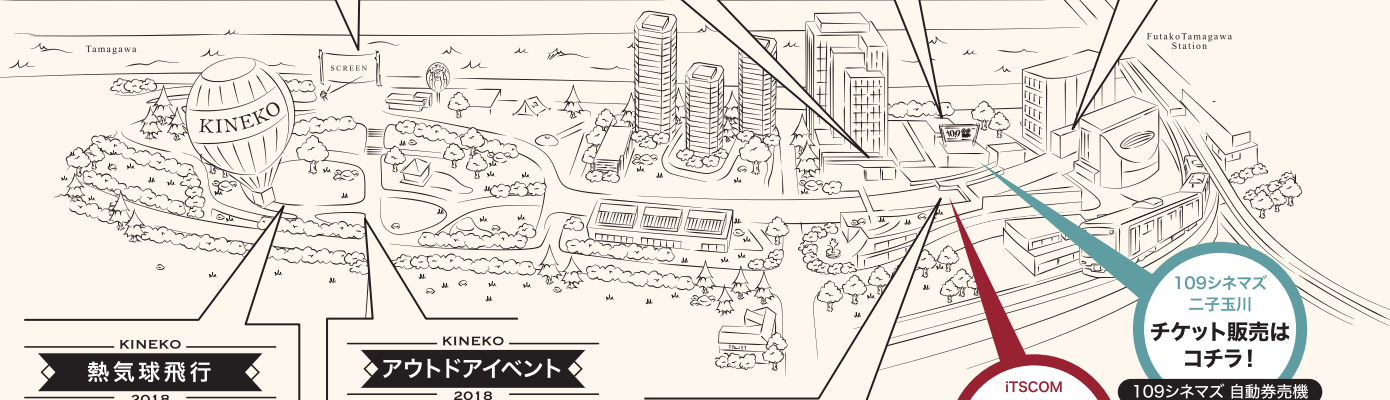 Tamagawa
SCREEN
FutakoTamagawa
Station
KINEKO
109
109シネマズ
二子玉川
チケット販売は
コチラ!
109シネマズ 自動券売機
KINEKO
熱気球飛行
2018
KINEKO
アウトドアイベント
2018
iTSCOM